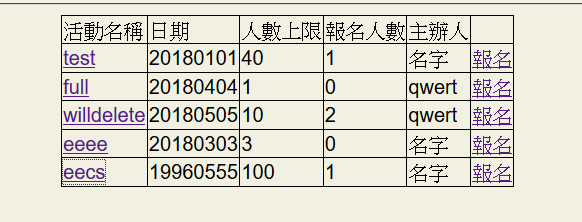 活動名稱 日期 人數上限 報名人數 主辦人
test 20180101 40 1 名字 報名
full 20180404 1 0 qwert 報名
willdelete 20180505 10 2 qwert 報名
eeee 20180303 3 0 名字 報名
eecs 19960555 100 1 名字 報名